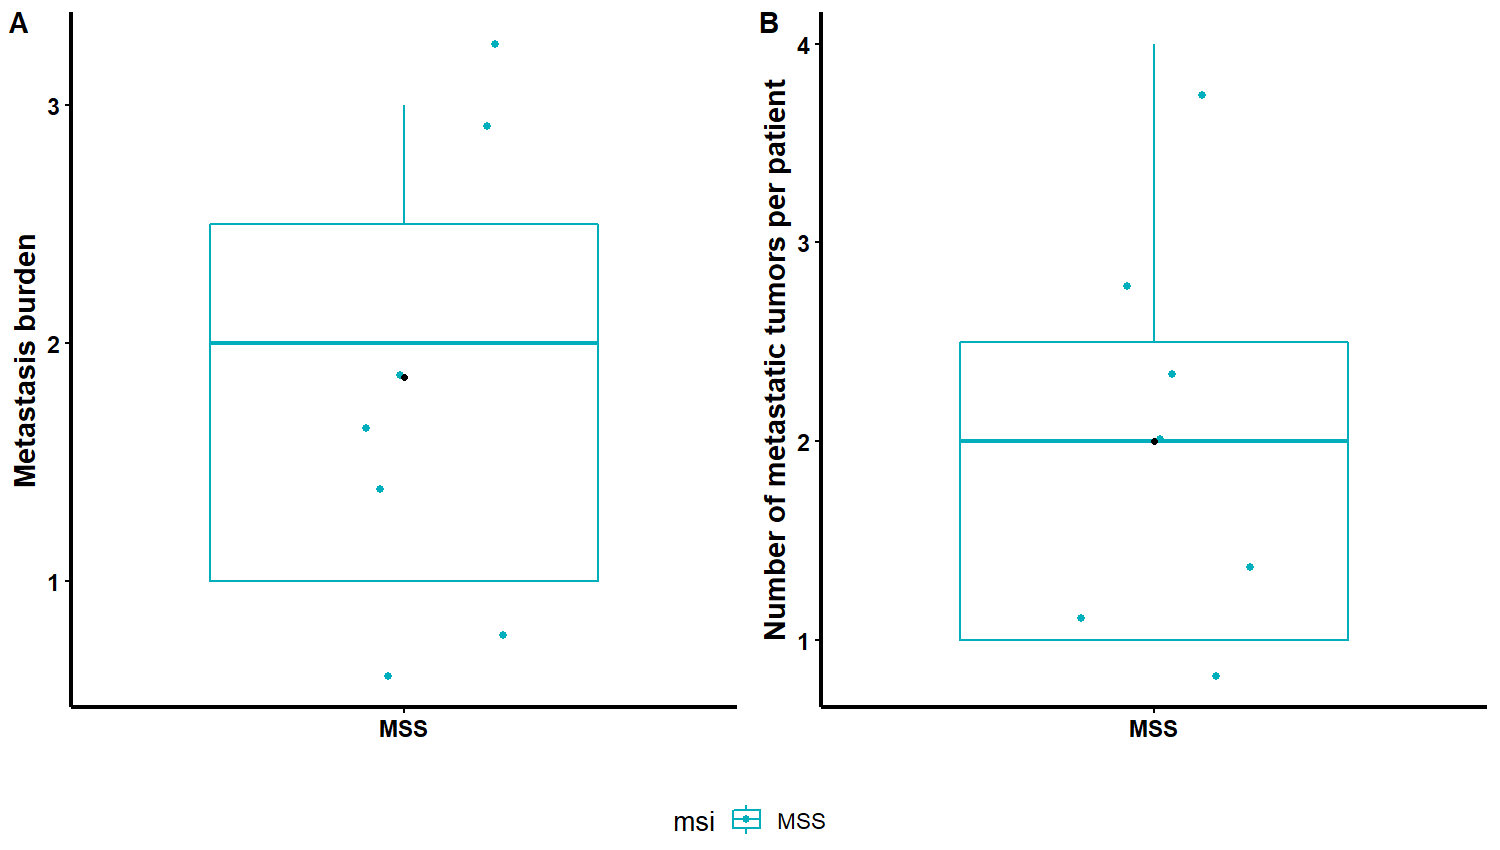 A
Metastasis burden
3
2
1
MSS
B
Number of metastatic tumors per patient
4
3
2
1
MSS
msi MSS